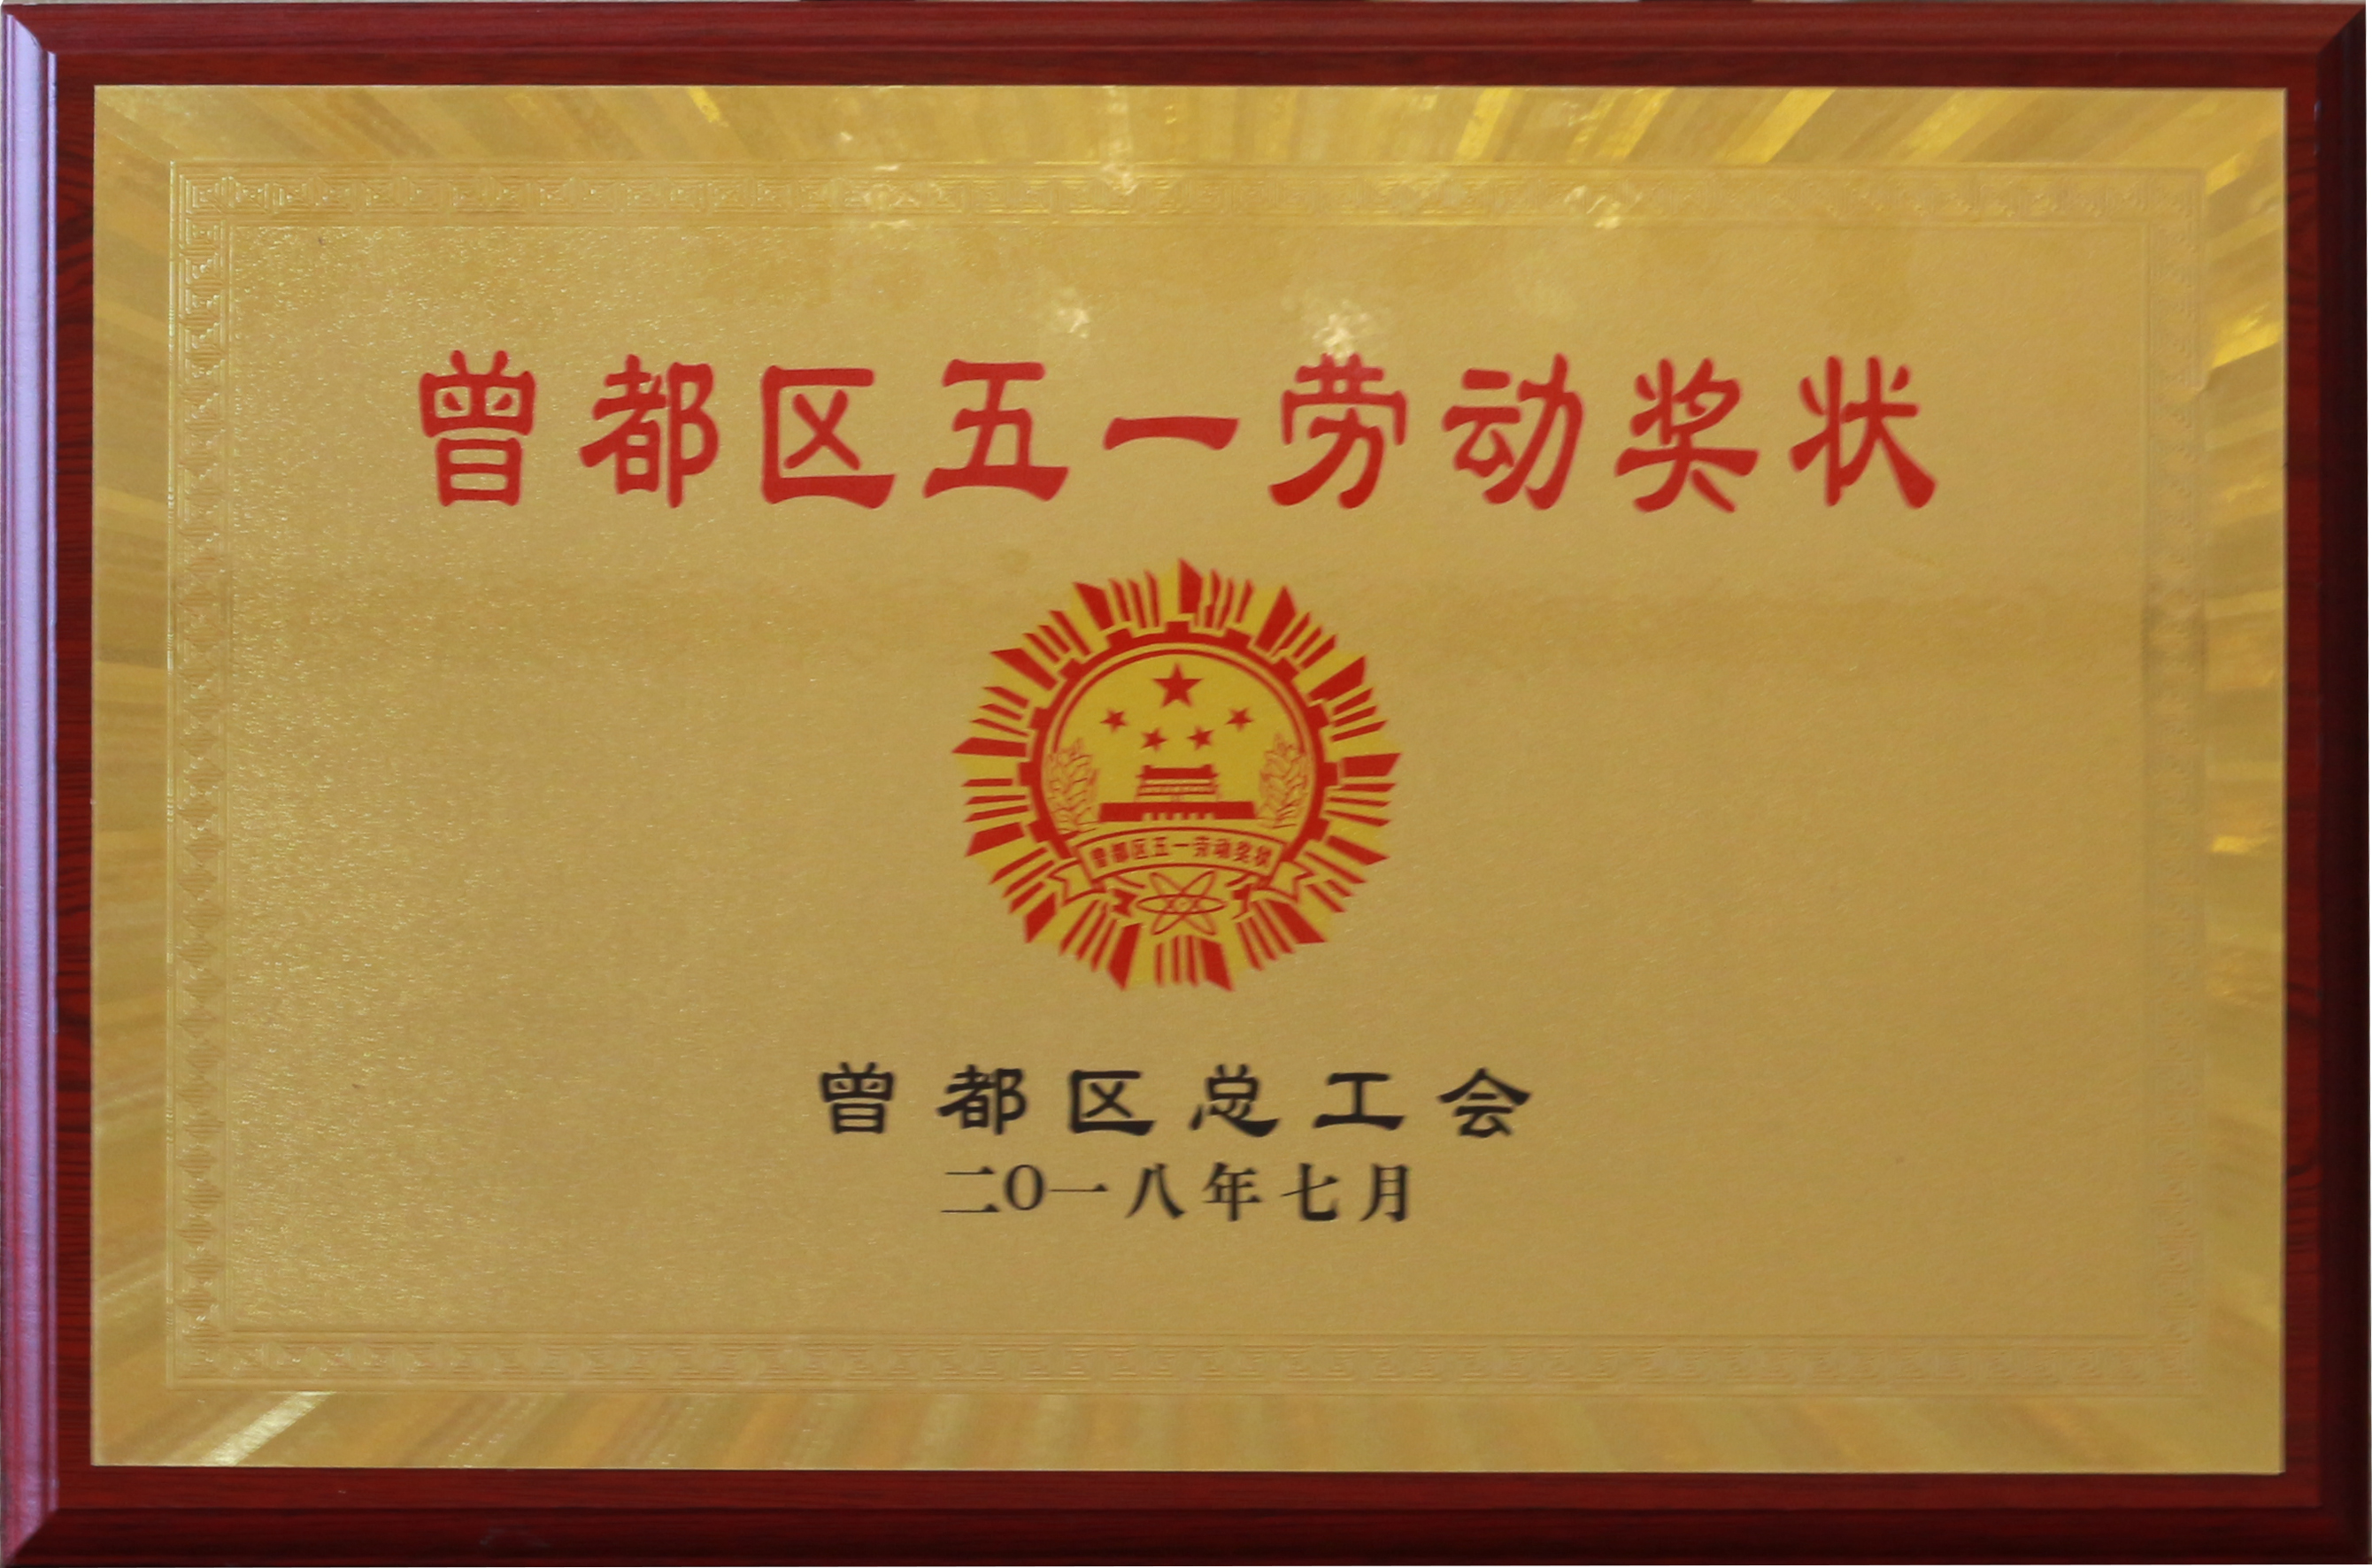 曾都区五一劳动奖状
曾都区五一劳动奖状
曾都区总工会
二〇一八年七月